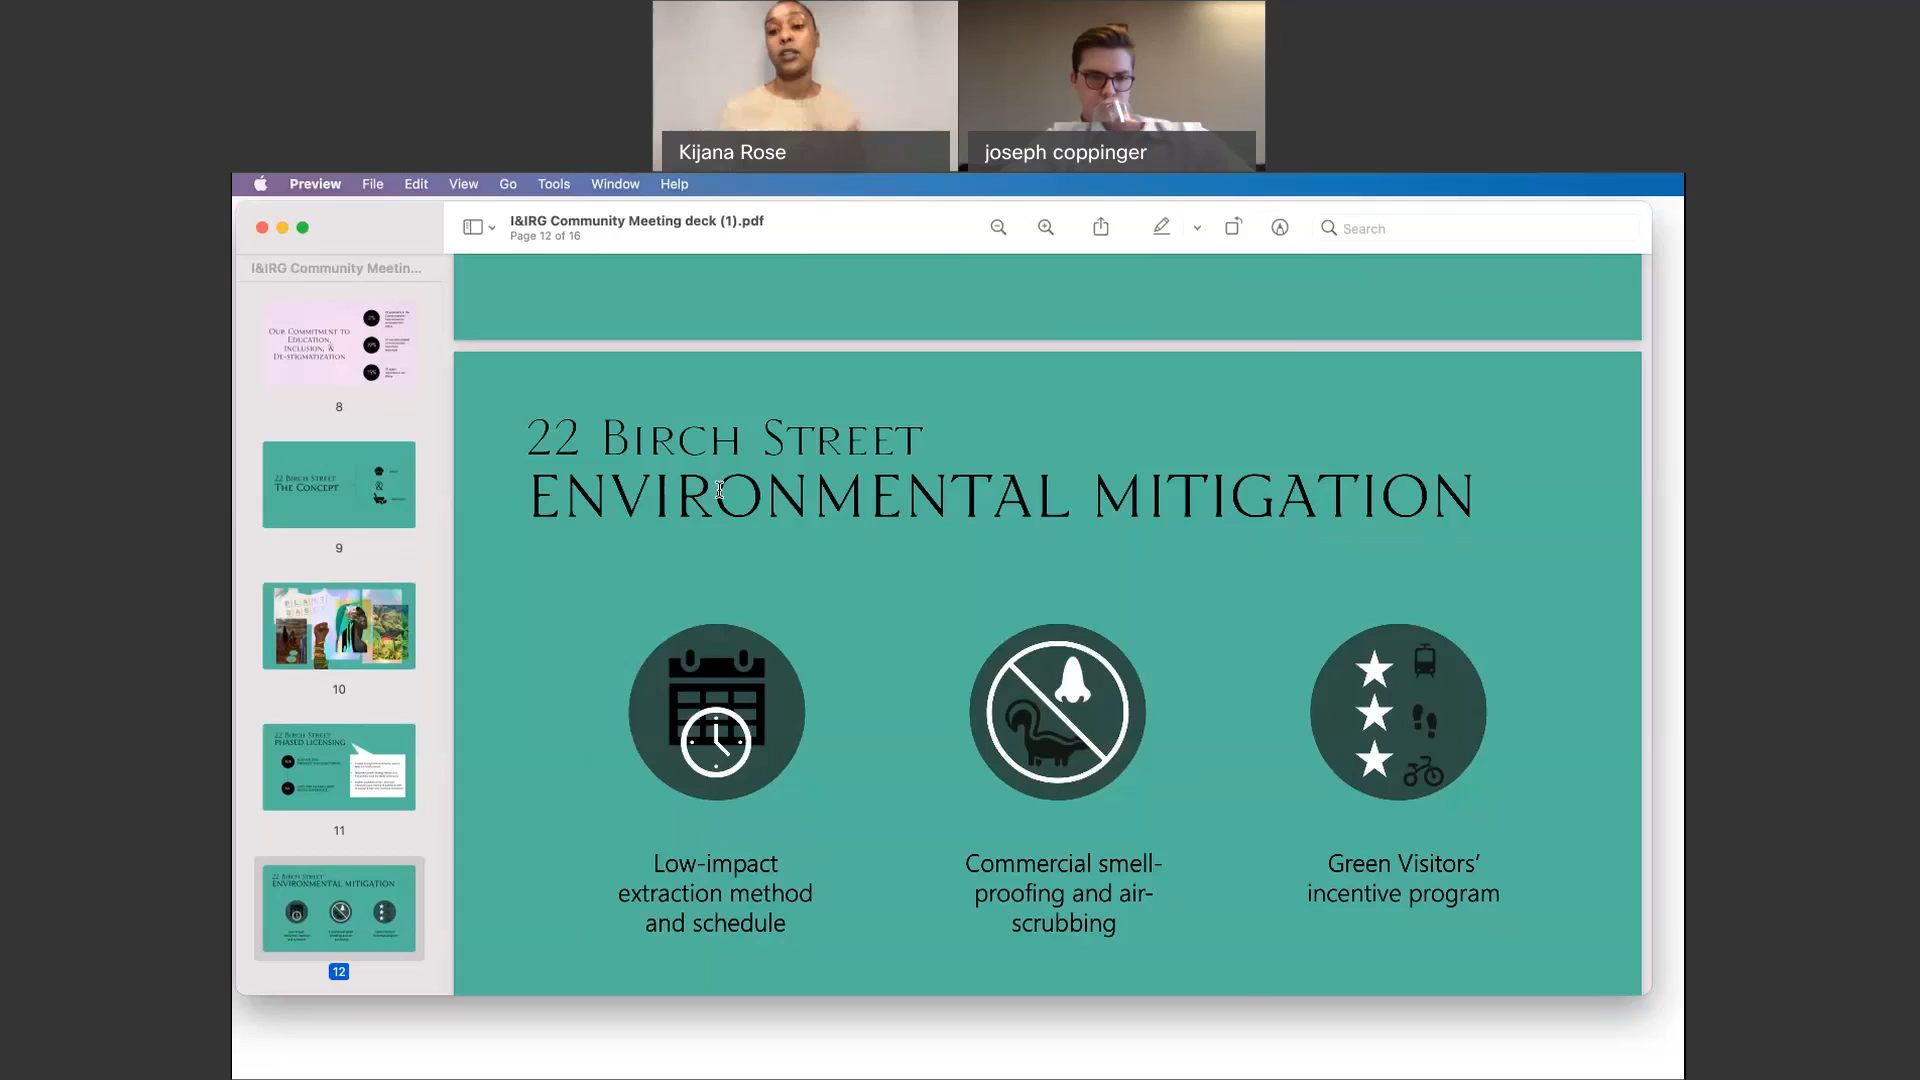 Kijana Rose
joseph coppinger
Preview File Edit View Go Tools Window Help
I&IRG Community Meeting deck (1).pdf
Page 12 of 16
Search
I&IRG Community Meetin...
OUR COMMITMENT TO
EDUCATION,
INCLUSION, &
DE-STIGMATIZATION
8
22 BIRCH STREET
THE CONCEPT
&
9
10
22 BIRCH STREET
PHASED LICENSING
11
22 BIRCH STREET
ENVIRONMENTAL MITIGATION
12
22 BIRCH STREET
ENVIRONMENTAL MITIGATION
Low-impact
extraction method
and schedule
Commercial smell-
proofing and air-
scrubbing
Green Visitors’
incentive program